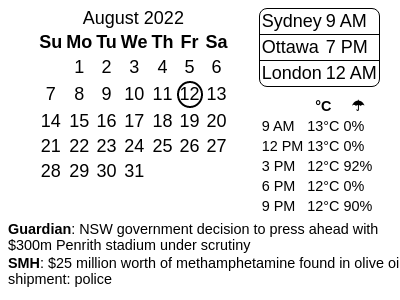 August 2022
Su Mo Tu We Th Fr Sa
1 2 3 4 5 6
7 8 9 10 11 12 13
14 15 16 17 18 19 20
21 22 23 24 25 26 27
28 29 30 31
Sydney 9 AM
Ottawa 7 PM
London 12 AM
°C ☂
9 AM 13°C 0%
12 PM 13°C 0%
3 PM 12°C 92%
6 PM 12°C 0%
9 PM 12°C 90%
Guardian: NSW government decision to press ahead with
$300m Penrith stadium under scrutiny
SMH: $25 million worth of methamphetamine found in olive oi
shipment: police